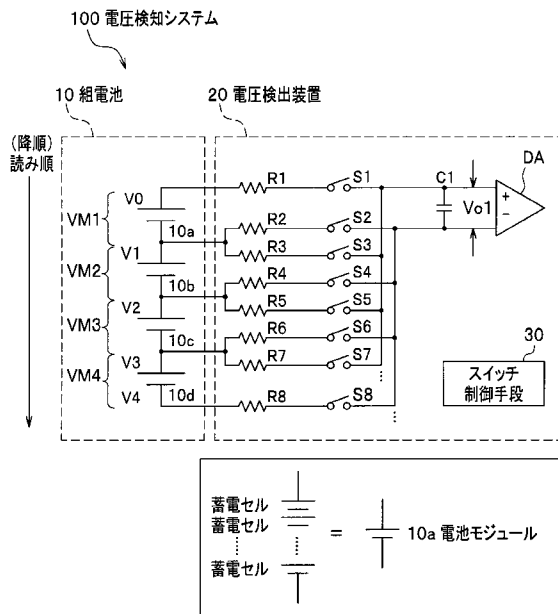 100 電圧検知システム
10 組電池
20 電圧検出装置
(降順)
読み順
VM1
VM2
VM3
VM4
V0
V1
V2
V3
V4
10a
10b
10c
10d
R1
R2
R3
R4
R5
R6
R7
R8
S1
S2
S3
S4
S5
S6
S7
S8
C1
Vo1
DA
+
−
30
スイッチ
制御手段
蓄電セル
蓄電セル
蓄電セル
=
10a 電池モジュール